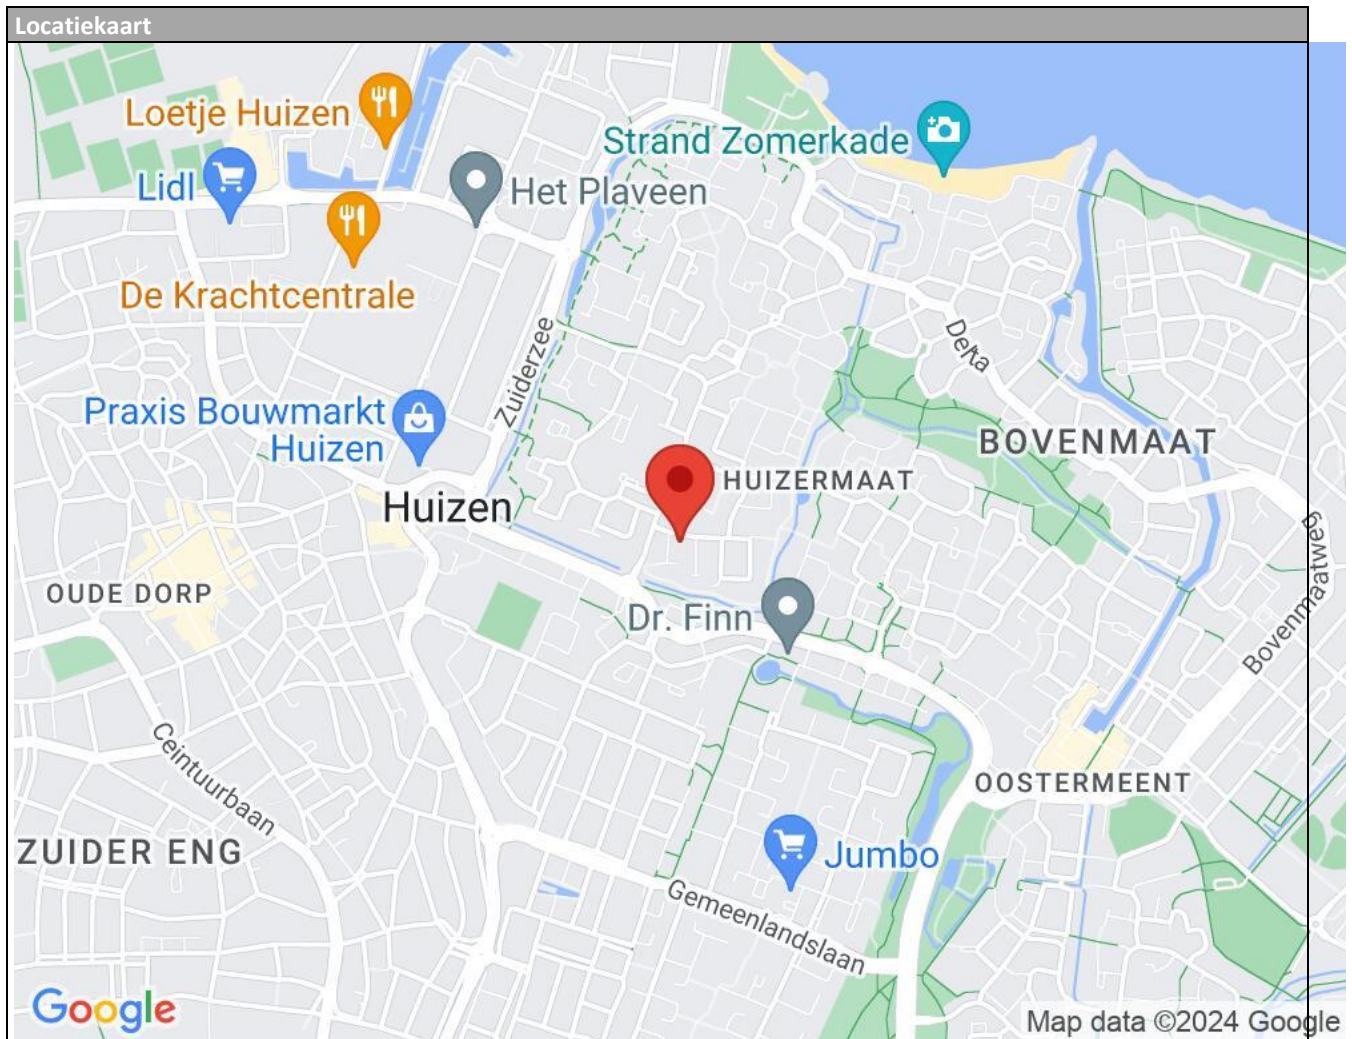 Locatiekaart
Loetje Huizen
Strand Zomerkade
Lidl
Het Plaveen
De Krachtcentrale
Zuiderzee
Delta
Praxis Bouwmarkt
Huizen
BOVENMAAT
HUIZERMAAT
Huizen
Bovenmaatweg
OUDE DORP
Dr. Finn
Ceintuurbaan
OOSTERMEENT
ZUIDER ENG
Jumbo
Gemeenlandslaan
Google
Map data ©2024 Google